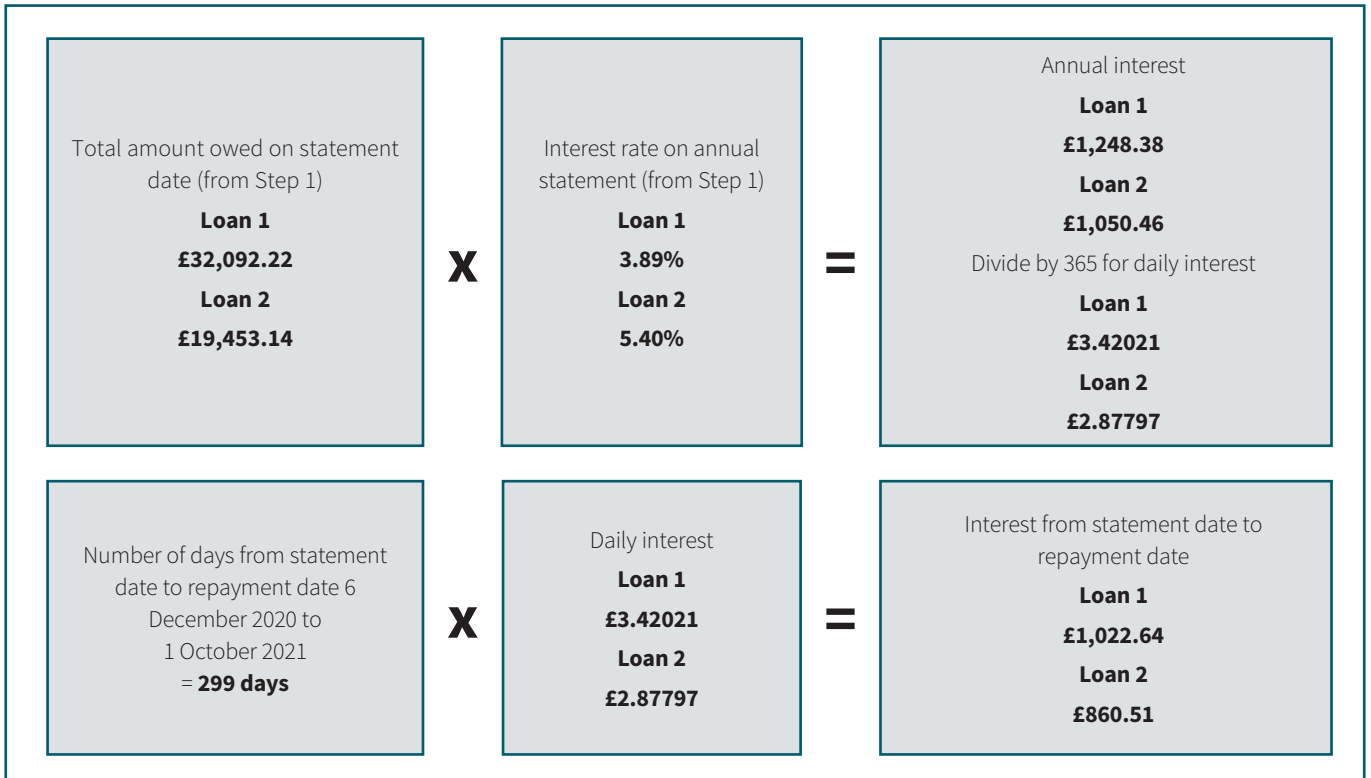 Total amount owed on statement
date (from Step 1)
Loan 1
£32,092.22
Loan 2
£19,453.14
x
Interest rate on annual
statement (from Step 1)
Loan 1
3.89%
Loan 2
5.40%
=
Annual interest
Loan 1
£1,248.38
Loan 2
£1,050.46
Divide by 365 for daily interest
Loan 1
£3.42021
Loan 2
£2.87797
Number of days from statement
date to repayment date 6
December 2020 to
1 October 2021
= 299 days
x
Daily interest
Loan 1
£3.42021
Loan 2
£2.87797
=
Interest from statement date to
repayment date
Loan 1
£1,022.64
Loan 2
£860.51